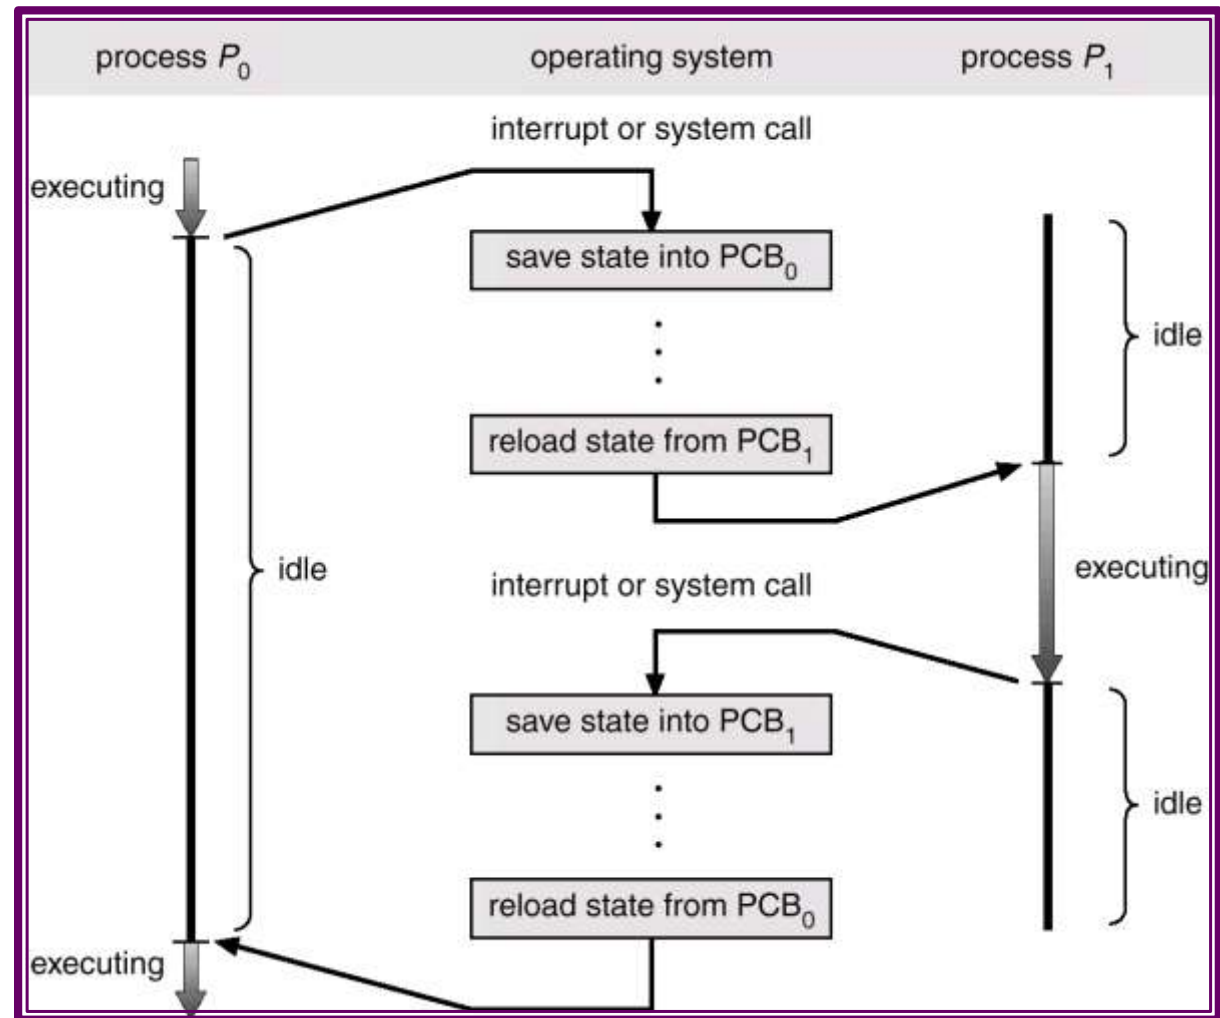 process P0
operating system
process P1
interrupt or system call
executing
save state into PCB0
idle
reload state from PCB1
idle
interrupt or system call
executing
save state into PCB1
idle
reload state from PCB0
executing